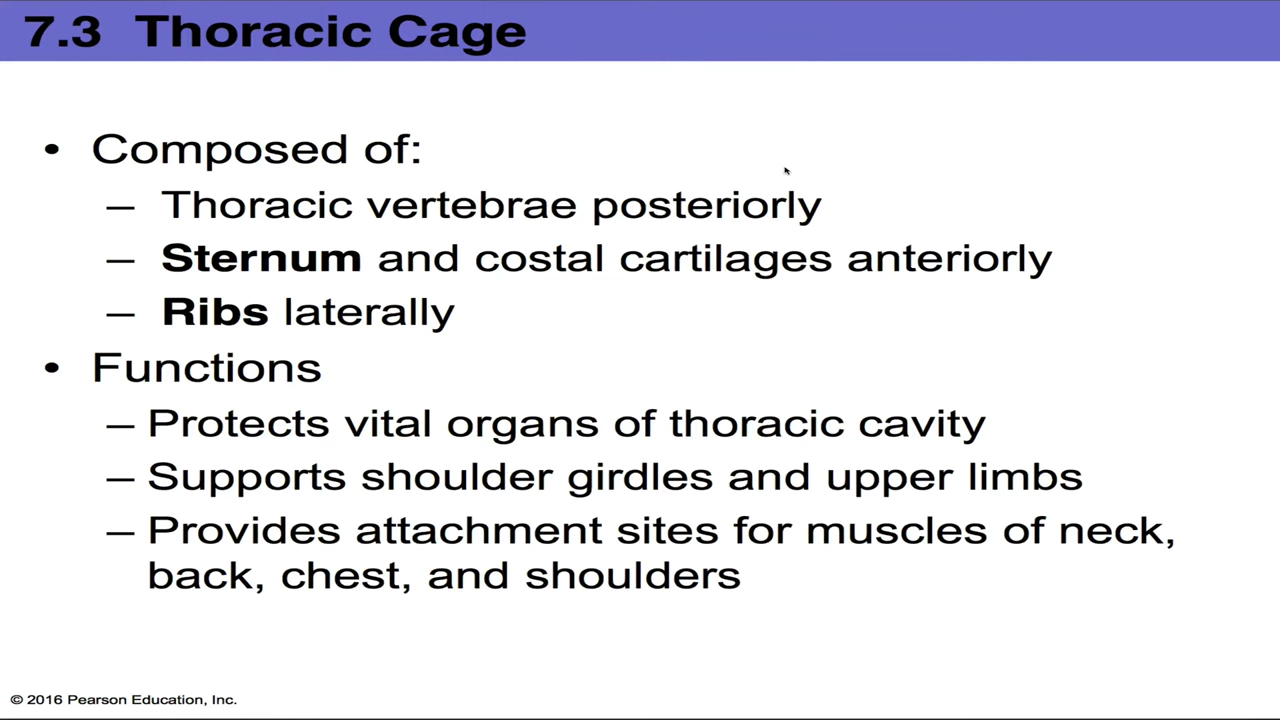 7.3 Thoracic Cage
• Composed of:
– Thoracic vertebrae posteriorly
– Sternum and costal cartilages anteriorly
– Ribs laterally
• Functions
– Protects vital organs of thoracic cavity
– Supports shoulder girdles and upper limbs
– Provides attachment sites for muscles of neck,
back, chest, and shoulders
© 2016 Pearson Education, Inc.